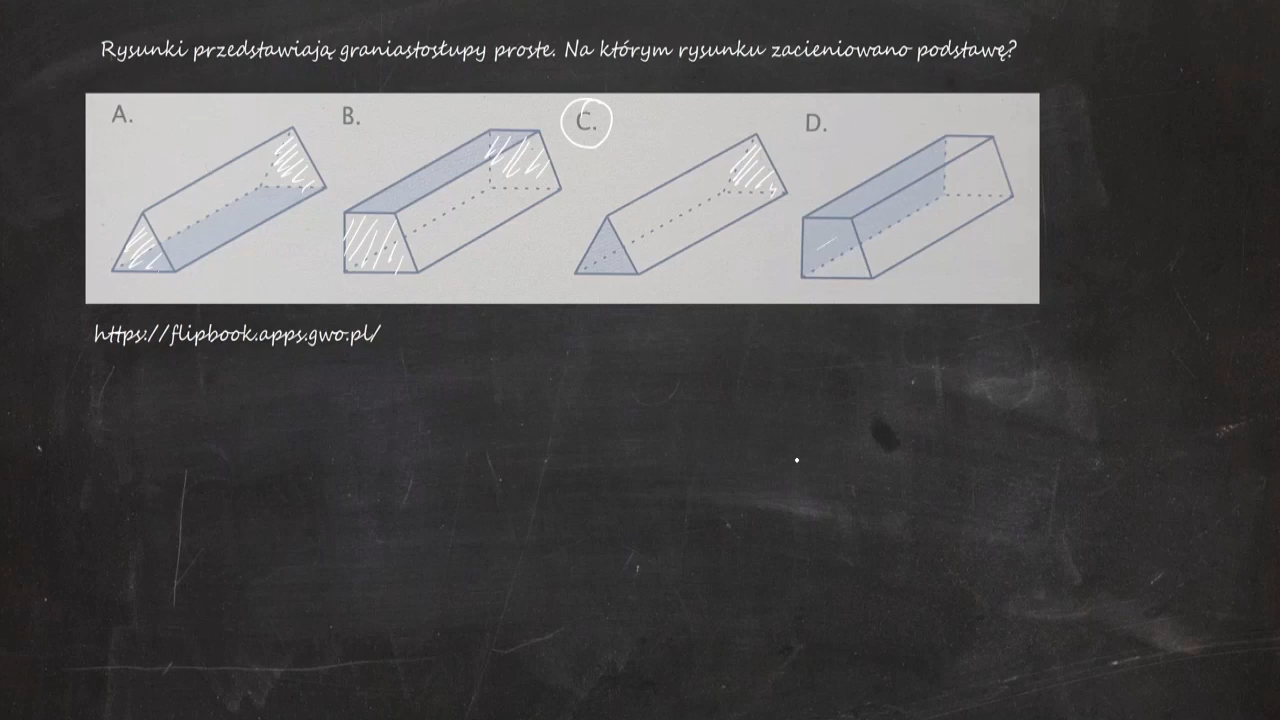 Rysunki przedstawiają graniastosłupy proste. Na którym rysunku zacieniowano podstawę?
A. B. C. D.
https://flipbook.apps.gwo.pl/